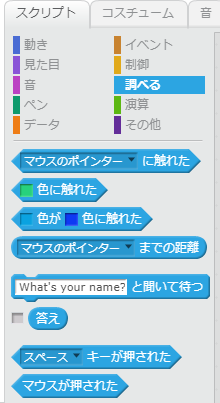 スクリプト コスチューム 音
動き イベント
見た目 制御
音 調べる
ペン 演算
データ その他
マウスのポインター に触れた
色に触れた
色が 色に触れた
マウスのポインター までの距離
What's your name? と聞いて待つ
答え
スペース キーが押された
マウスが押された